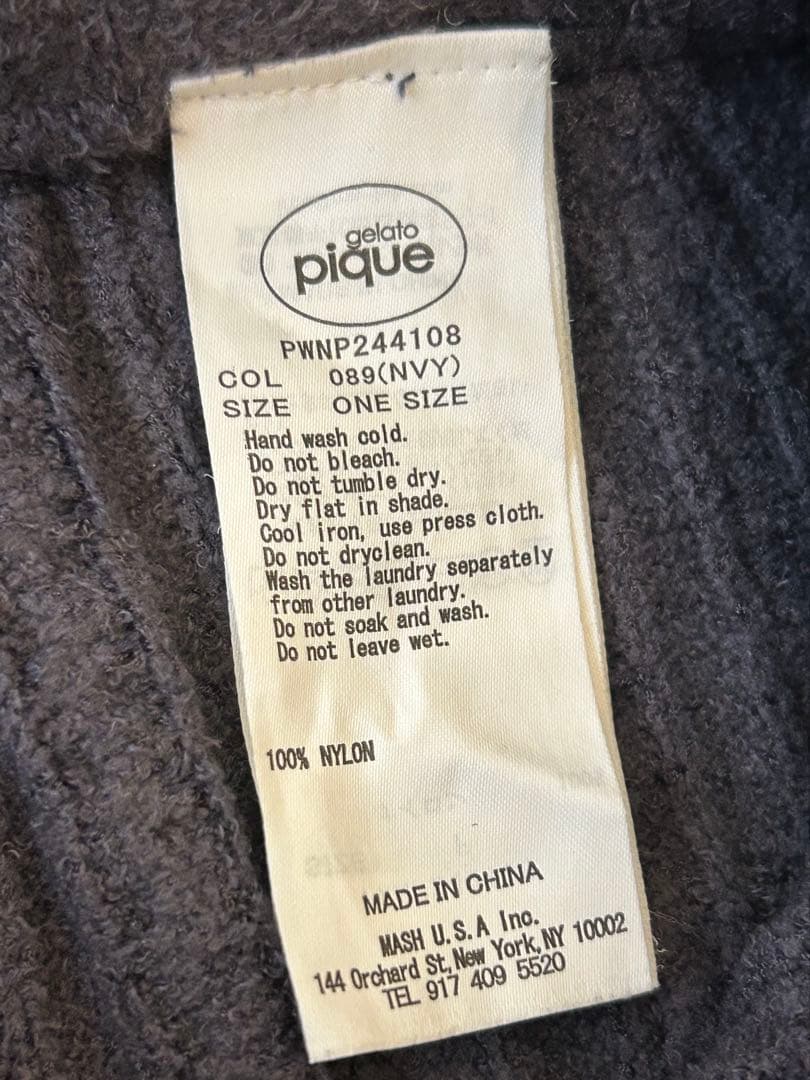 gelato
pique
PWNP244108
COL 089(NVY)
SIZE ONE SIZE
Hand wash cold.
Do not bleach.
Do not tumble dry.
Dry flat in shade.
Cool iron, use press cloth.
Do not dryclean.
Wash the laundry separately
from other laundry.
Do not soak and wash.
Do not leave wet.
100% NYLON
MADE IN CHINA
MASH U.S.A Inc.
144 Orchard St, New York, NY 10002
TEL 917 409 5520